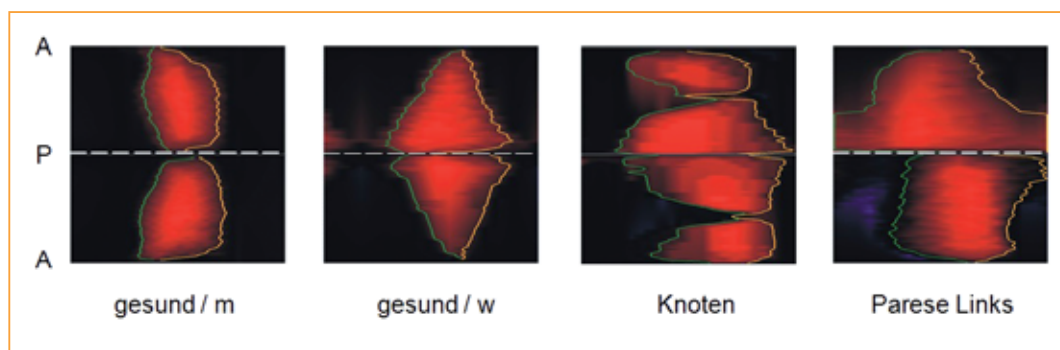 A
P
A
gesund / m
gesund / w
Knoten
Parese Links